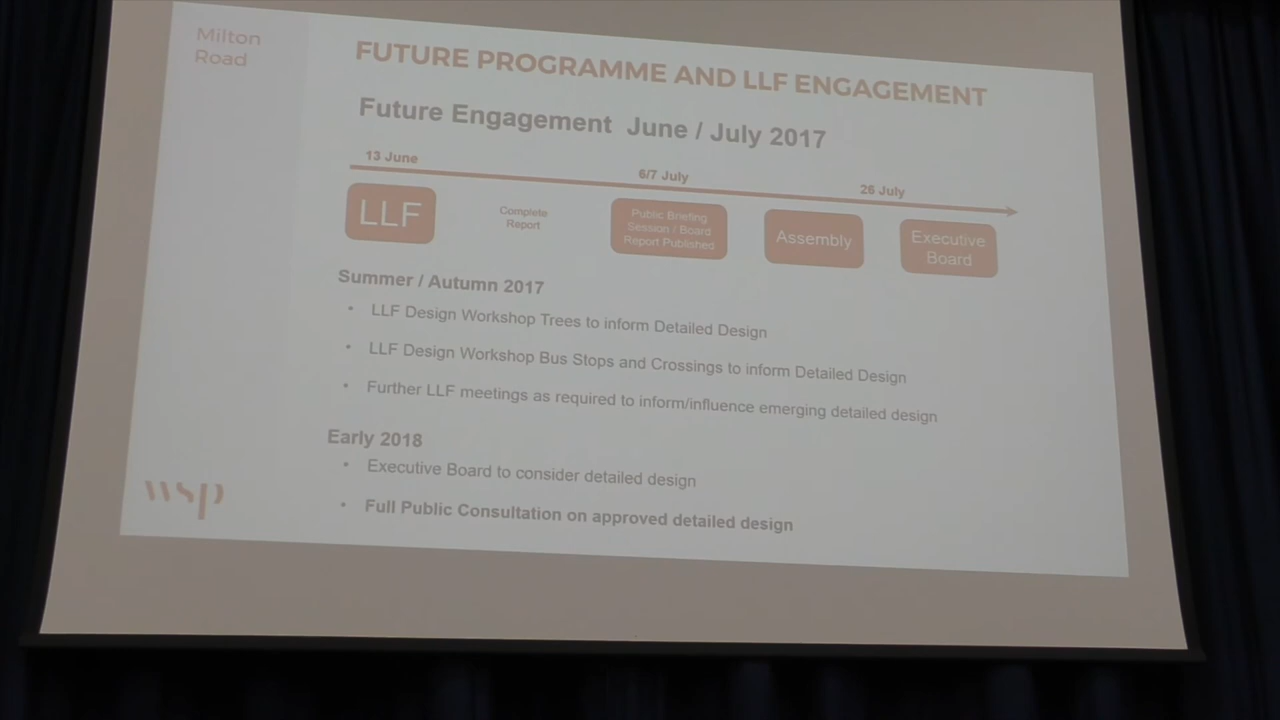 Milton
Road
FUTURE PROGRAMME AND LLF ENGAGEMENT
Future Engagement June / July 2017
13 June
6/7 July
26 July
LLF
Complete
Report
Public Briefing
Session / Board
Report Published
Assembly
Executive
Board
Summer / Autumn 2017
• LLF Design Workshop Trees to inform Detailed Design
• LLF Design Workshop Bus Stops and Crossings to inform Detailed Design
• Further LLF meetings as required to inform/influence emerging detailed design
Early 2018
• Executive Board to consider detailed design
• Full Public Consultation on approved detailed design
wsp